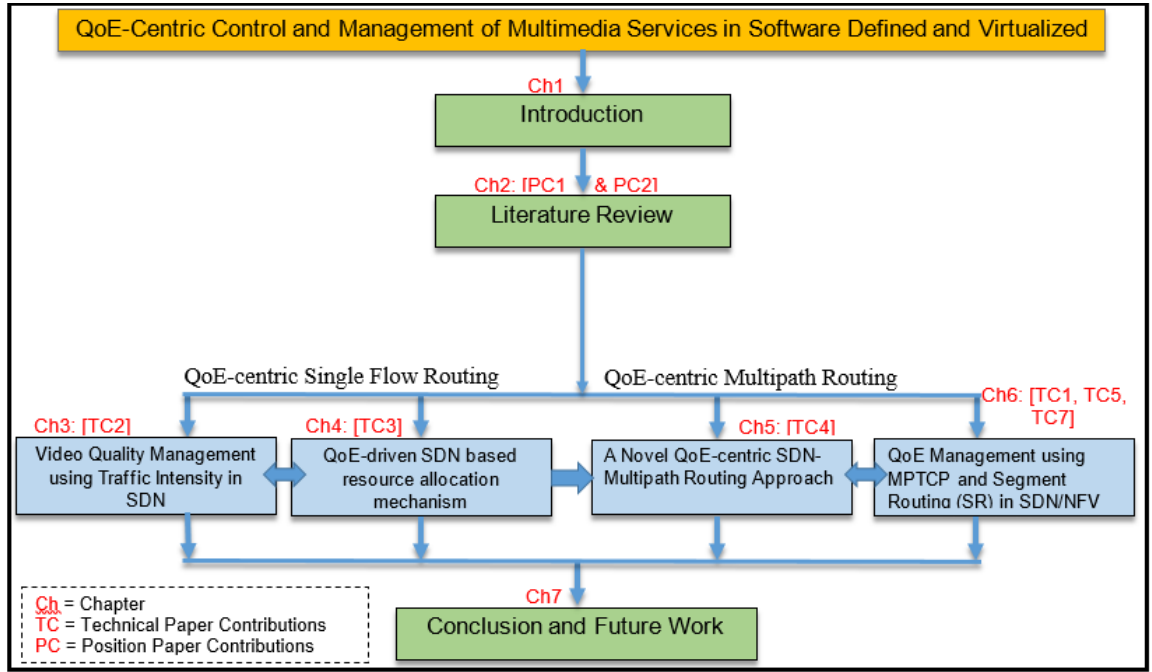 QoE-Centric Control and Management of Multimedia Services in Software Defined and Virtualized
Ch1
Introduction
Ch2: [PC1 & PC2]
Literature Review
QoE-centric Single Flow Routing
QoE-centric Multipath Routing
Ch3: [TC2]
Video Quality Management
using Traffic Intensity in
SDN
Ch4: [TC3]
QoE-driven SDN based
resource allocation
mechanism
Ch5: [TC4]
A Novel QoE-centric SDN-
Multipath Routing Approach
Ch6: [TC1, TC5,
TC7]
QoE Management using
MPTCP and Segment
Routing (SR) in SDN/NFV
Ch7
Conclusion and Future Work
Ch = Chapter
TC = Technical Paper Contributions
PC = Position Paper Contributions